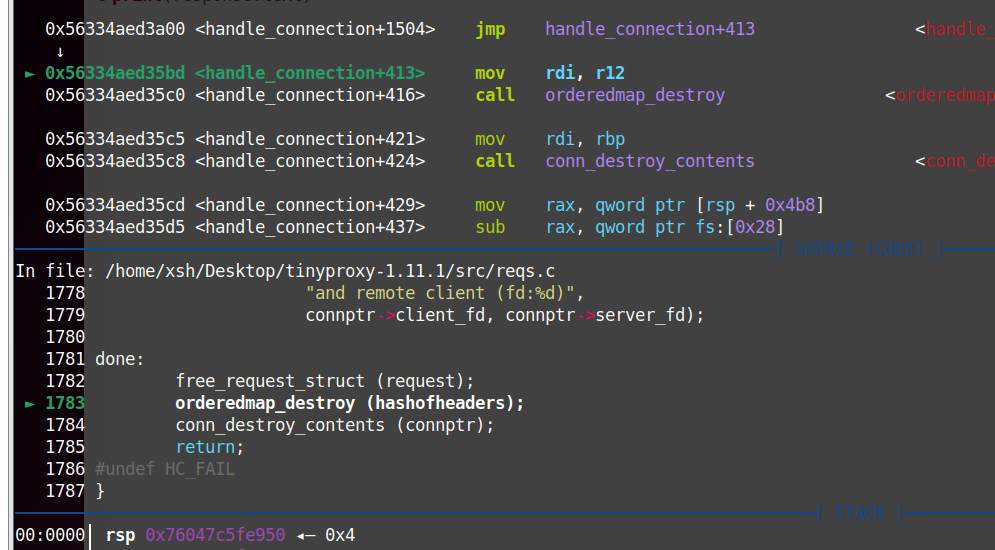 0x56334aed3a00 <handle_connection+1504> jmp handle_connection+413 <handle_
↓
► 0x56334aed35bd <handle_connection+413> mov rdi, r12
0x56334aed35c0 <handle_connection+416> call orderedmap_destroy <orderedmap
0x56334aed35c5 <handle_connection+421> mov rdi, rbp
0x56334aed35c8 <handle_connection+424> call conn_destroy_contents <conn_de
0x56334aed35cd <handle_connection+429> mov rax, qword ptr [rsp + 0x4b8]
0x56334aed35d5 <handle_connection+437> sub rax, qword ptr fs:[0x28]
[ SOURCE (CODE) ]
In file: /home/xsh/Desktop/tinyproxy-1.11.1/src/reqs.c
1778 "and remote client (fd:%d)",
1779 connptr->client_fd, connptr->server_fd);
1780
1781 done:
1782 free_request_struct (request);
► 1783 orderedmap_destroy (hashofheaders);
1784 conn_destroy_contents (connptr);
1785 return;
1786 #undef HC_FAIL
1787 }
[ STACK ]
00:0000│ rsp 0x76047c5fe950 ◂— 0x4